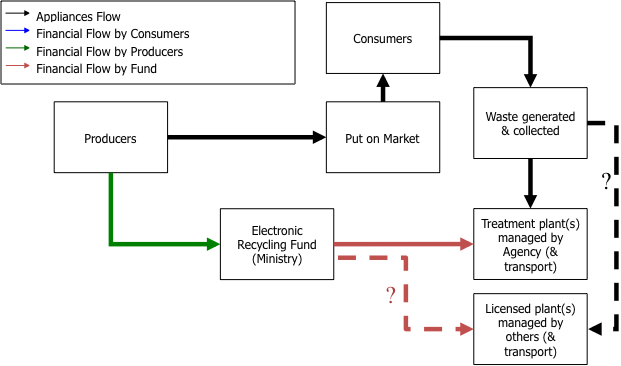 Appliances Flow
Financial Flow by Consumers
Financial Flow by Producers
Financial Flow by Fund
Consumers
Producers
Put on Market
Waste generated
& collected
?
Electronic
Recycling Fund
(Ministry)
Treatment plant(s)
managed by
Agency (&
transport)
?
Licensed plant(s)
managed by
others (&
transport)